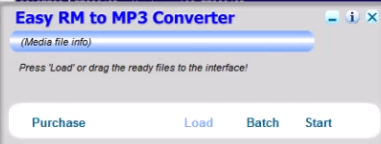 Easy RM to MP3 Converter
(Media file info)
Press 'Load' or drag the ready files to the interface!
Purchase Load Batch Start